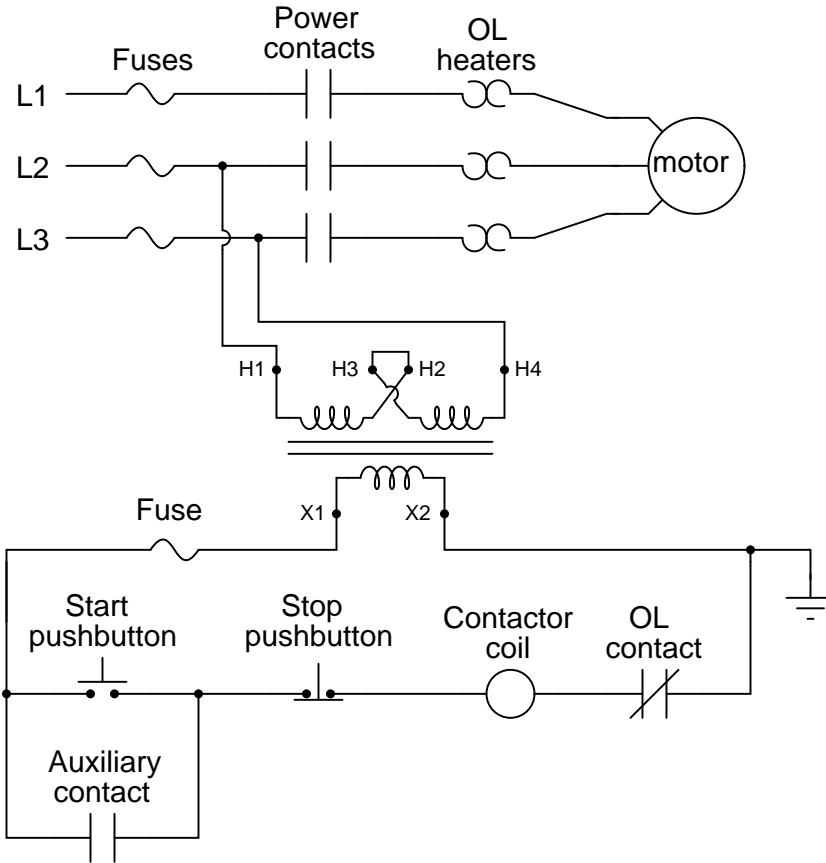 Power
contacts
OL
heaters
Fuses
L1
L2
motor
L3
H1
H3
H2
H4
X1
X2
Fuse
Start
pushbutton
Stop
pushbutton
Contactor
coil
OL
contact
Auxiliary
contact